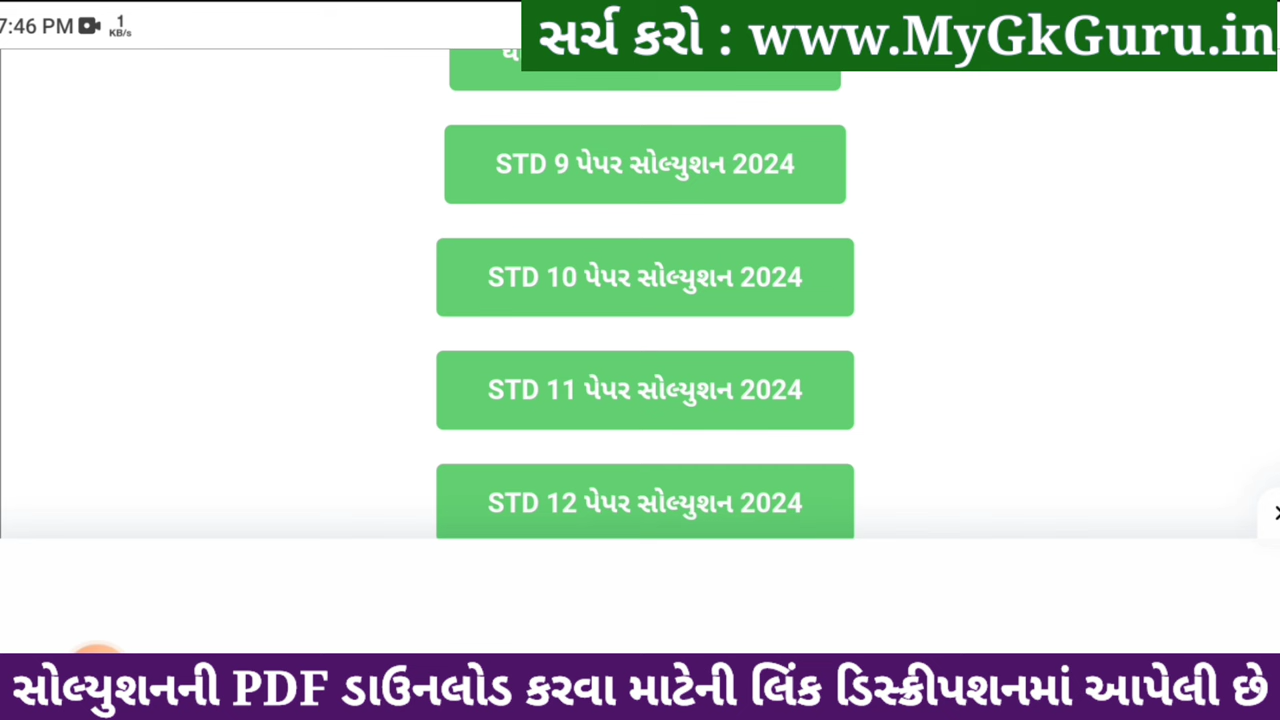 7:46 PM 1 KB/s
સર્ચ કરો : www.MyGkGuru.in
STD 9 પેપર સોલ્યુશન 2024
STD 10 પેપર સોલ્યુશન 2024
STD 11 પેપર સોલ્યુશન 2024
STD 12 પેપર સોલ્યુશન 2024
સોલ્યુશનની PDF ડાઉનલોડ કરવા માટેની લિંક ડિસ્ક્રીપશનમાં આપેલી છે